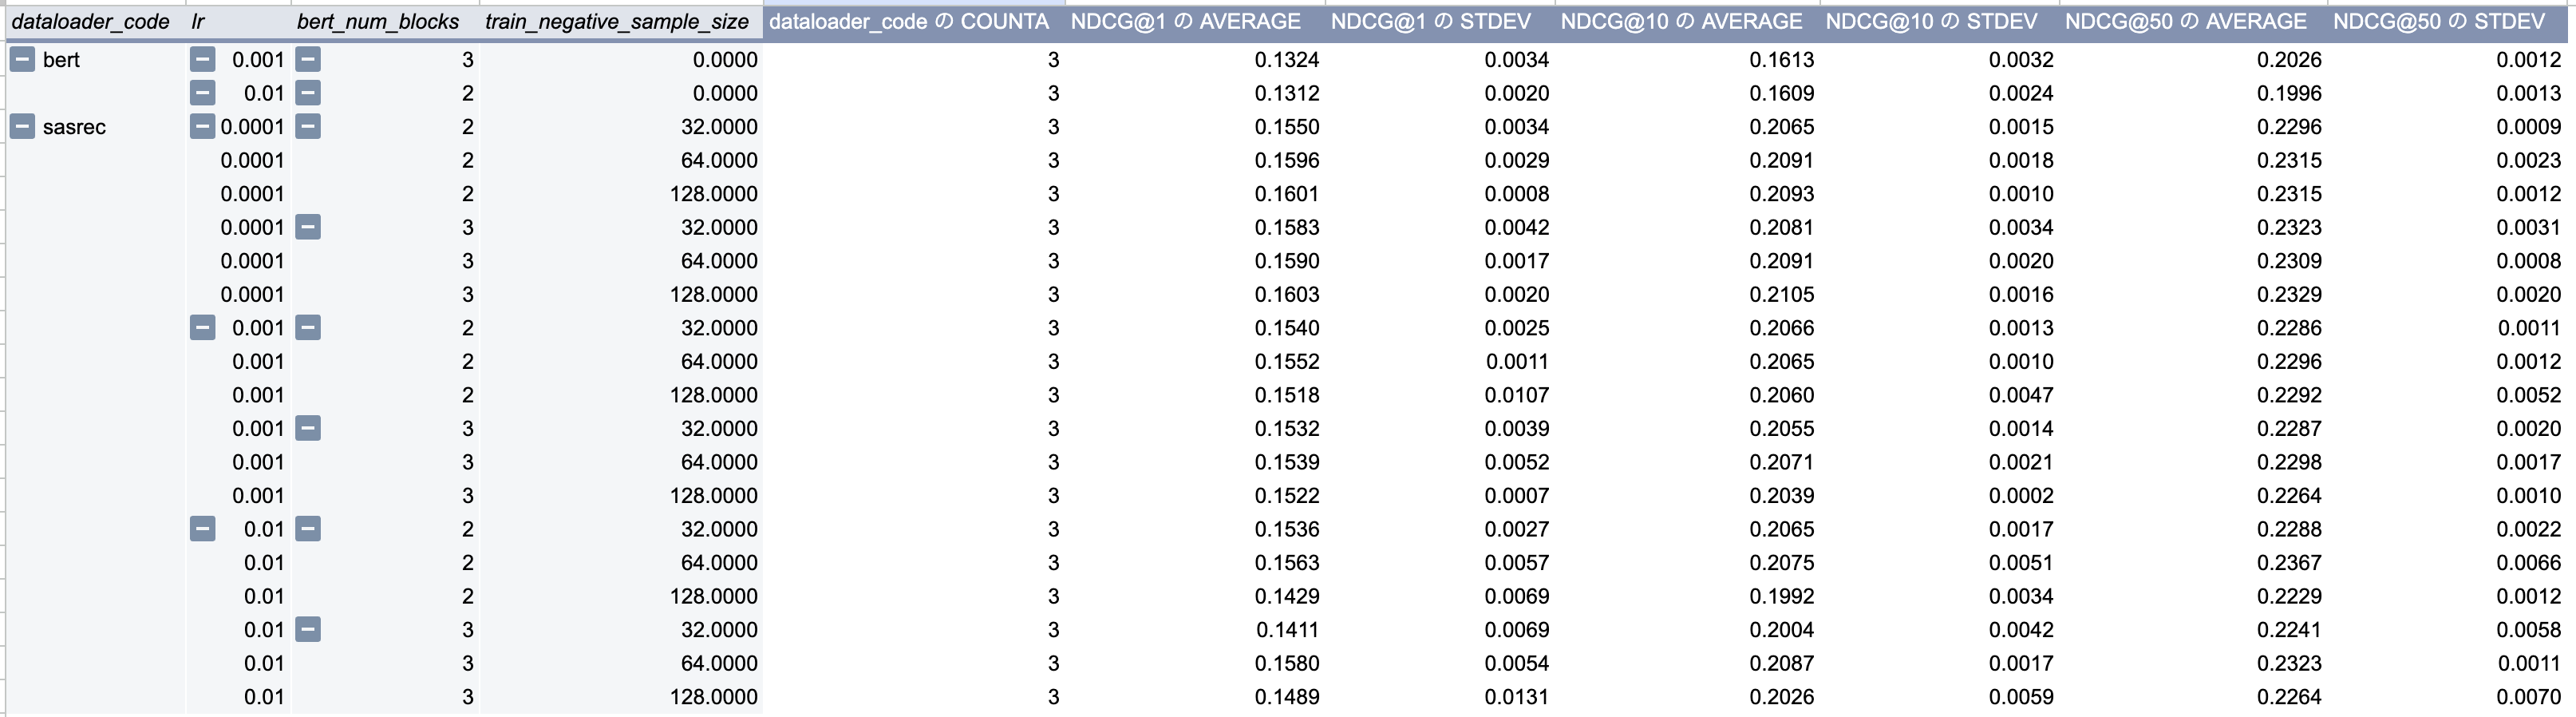 dataloader_code lr bert_num_blocks train_negative_sample_size dataloader_code の COUNTA NDCG@1 の AVERAGE NDCG@1 の STDEV NDCG@10 の AVERAGE NDCG@10 の STDEV NDCG@50 の AVERAGE NDCG@50 の STDEV
bert 0.001 3 0.0000 3 0.1324 0.0034 0.1613 0.0032 0.2026 0.0012
0.01 2 0.0000 3 0.1312 0.0020 0.1609 0.0024 0.1996 0.0013
sasrec 0.0001 2 32.0000 3 0.1550 0.0034 0.2065 0.0015 0.2296 0.0009
0.0001 2 64.0000 3 0.1596 0.0029 0.2091 0.0018 0.2315 0.0023
0.0001 2 128.0000 3 0.1601 0.0008 0.2093 0.0010 0.2315 0.0012
0.0001 3 32.0000 3 0.1583 0.0042 0.2081 0.0034 0.2323 0.0031
0.0001 3 64.0000 3 0.1590 0.0017 0.2091 0.0020 0.2309 0.0008
0.0001 3 128.0000 3 0.1603 0.0020 0.2105 0.0016 0.2329 0.0020
0.001 2 32.0000 3 0.1540 0.0025 0.2066 0.0013 0.2286 0.0011
0.001 2 64.0000 3 0.1552 0.0011 0.2065 0.0010 0.2296 0.0012
0.001 2 128.0000 3 0.1518 0.0107 0.2060 0.0047 0.2292 0.0052
0.001 3 32.0000 3 0.1532 0.0039 0.2055 0.0014 0.2287 0.0020
0.001 3 64.0000 3 0.1539 0.0052 0.2071 0.0021 0.2298 0.0017
0.001 3 128.0000 3 0.1522 0.0007 0.2039 0.0002 0.2264 0.0010
0.01 2 32.0000 3 0.1536 0.0027 0.2065 0.0017 0.2288 0.0022
0.01 2 64.0000 3 0.1563 0.0057 0.2075 0.0051 0.2367 0.0066
0.01 2 128.0000 3 0.1429 0.0069 0.1992 0.0034 0.2229 0.0012
0.01 3 32.0000 3 0.1411 0.0069 0.2004 0.0042 0.2241 0.0058
0.01 3 64.0000 3 0.1580 0.0054 0.2087 0.0017 0.2323 0.0011
0.01 3 128.0000 3 0.1489 0.0131 0.2026 0.0059 0.2264 0.0070